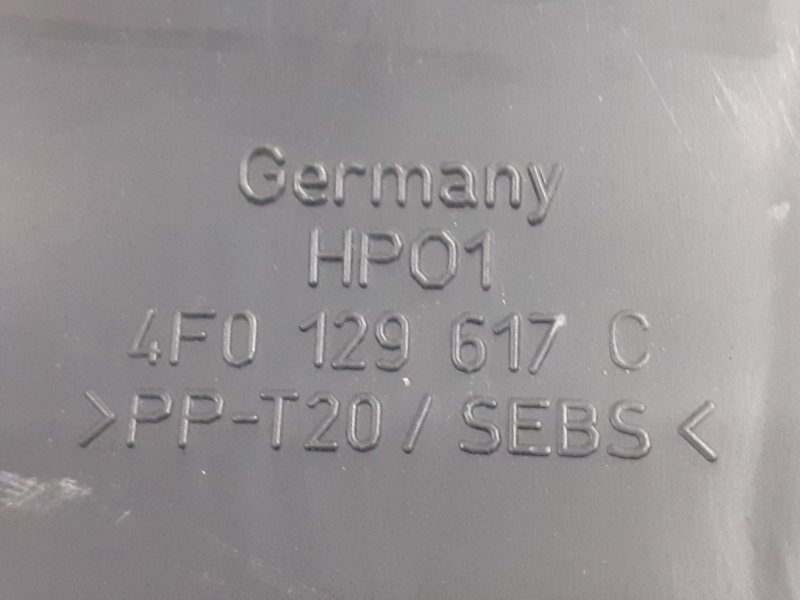 Germany
HP01
4F0 129 617 C
>PP-T20/SEBS<